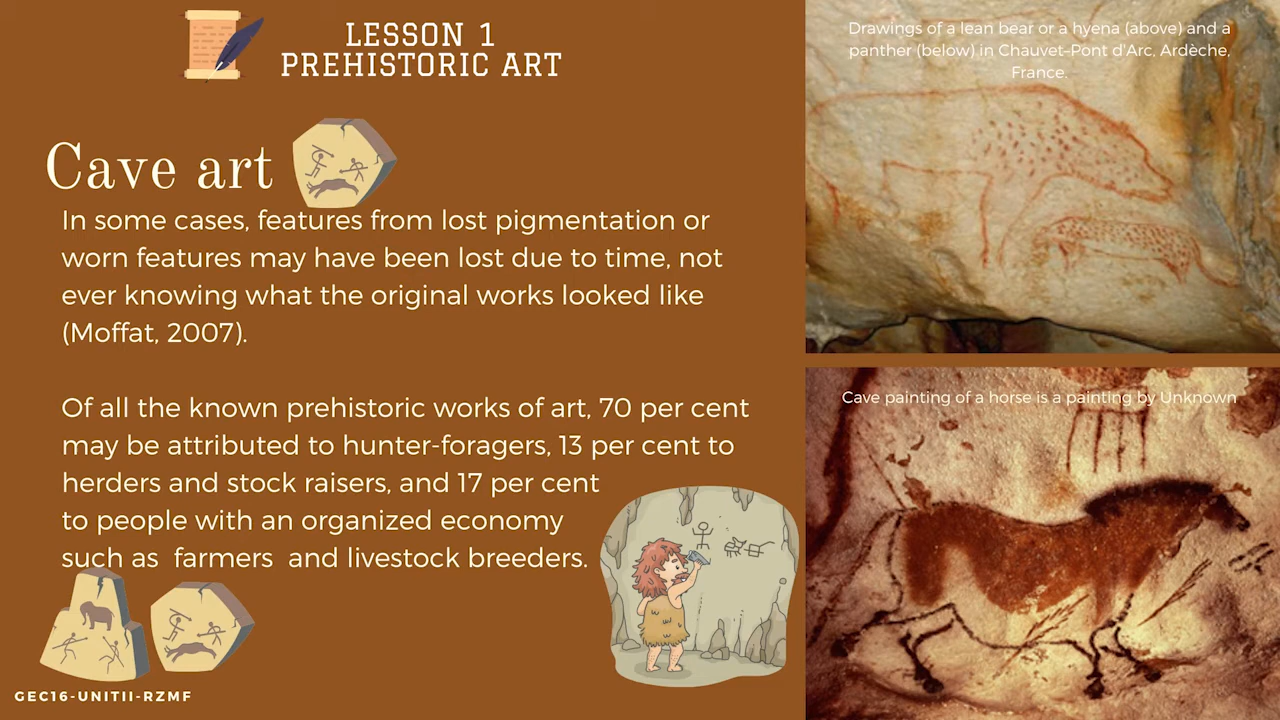 LESSON 1
PREHISTORIC ART
Cave art
In some cases, features from lost pigmentation or
worn features may have been lost due to time, not
ever knowing what the original works looked like
(Moffat, 2007).
Of all the known prehistoric works of art, 70 per cent
may be attributed to hunter-foragers, 13 per cent to
herders and stock raisers, and 17 per cent
to people with an organized economy
such as farmers and livestock breeders.
GEC16-UNITII-RZMF
Drawings of a lean bear or a hyena (above) and a
panther (below) in Chauvet-Pont d'Arc, Ardèche,
France.
Cave painting of a horse is a painting by Unknown